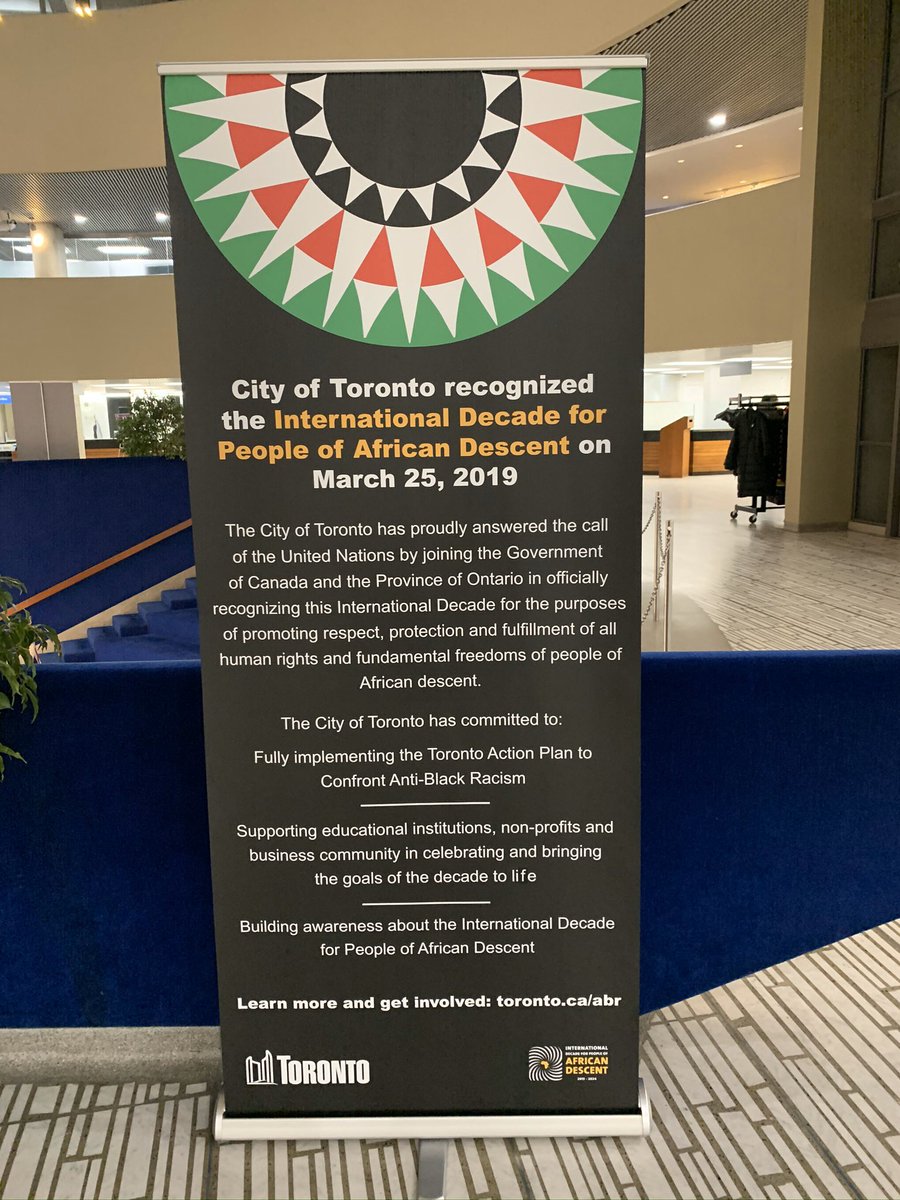 City of Toronto recognized
the International Decade for
People of African Descent on
March 25, 2019
The City of Toronto has proudly answered the call
of the United Nations by joining the Government
of Canada and the Province of Ontario in officially
recognizing this International Decade for the purposes
of promoting respect, protection and fulfillment of all
human rights and fundamental freedoms of people of
African descent.
The City of Toronto has committed to:
Fully implementing the Toronto Action Plan to
Confront Anti-Black Racism
Supporting educational institutions, non-profits and
business community in celebrating and bringing
the goals of the decade to life
Building awareness about the International Decade
for People of African Descent
Learn more and get involved: toronto.ca/abr
TORONTO
INTERNATIONAL
DECADE FOR PEOPLE OF
AFRICAN
DESCENT
2015 - 2024